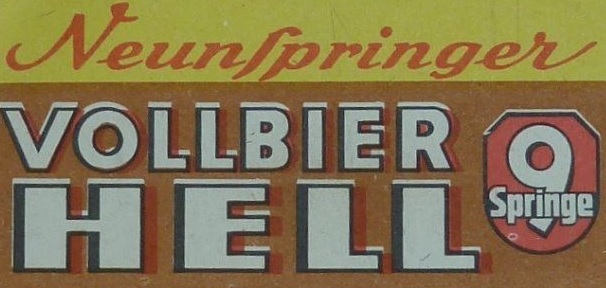 Neunſpringer
VOLLBIER
HELL
9
Springe